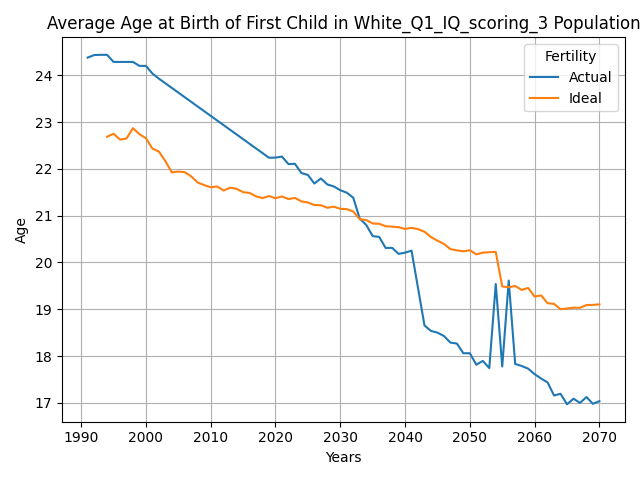 Average Age at Birth of First Child in White_Q1_IQ_scoring_3 Population
Fertility
Actual
Ideal
Age
24
23
22
21
20
19
18
17
1990 2000 2010 2020 2030 2040 2050 2060 2070
Years